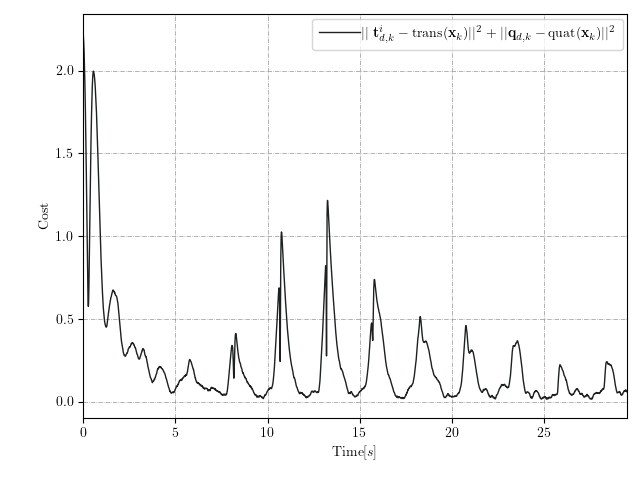 || t^i_{d,k} − trans(x_k)||² + ||q_{d,k} − quat(x_k)||²
2.0
1.5
1.0
0.5
0.0
Cost
0 5 10 15 20 25
Time[s]